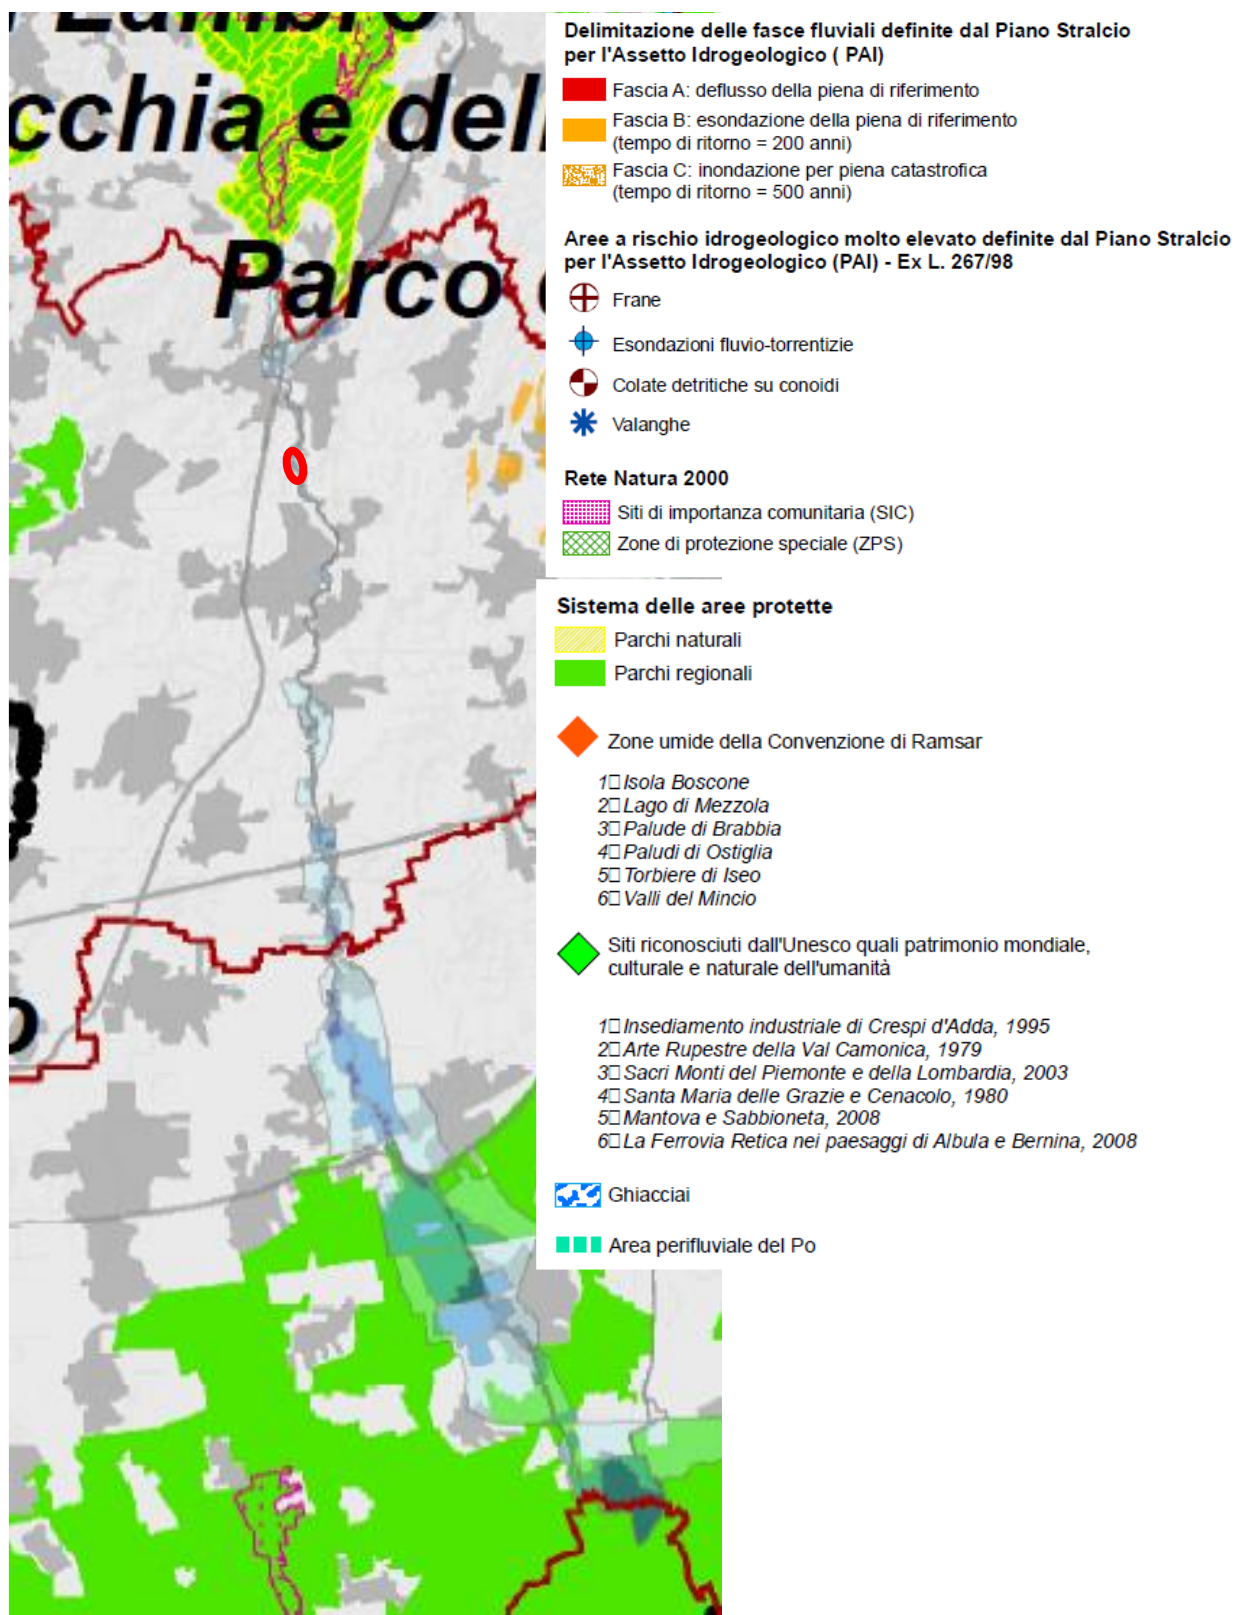 Lambro
cchia e dell
Parco
Delimitazione delle fasce fluviali definite dal Piano Stralcio
per l'Assetto Idrogeologico ( PAI)
Fascia A: deflusso della piena di riferimento
Fascia B: esondazione della piena di riferimento
(tempo di ritorno = 200 anni)
Fascia C: inondazione per piena catastrofica
(tempo di ritorno = 500 anni)
Aree a rischio idrogeologico molto elevato definite dal Piano Stralcio
per l'Assetto Idrogeologico (PAI) - Ex L. 267/98
Frane
Esondazioni fluvio-torrentizie
Colate detritiche su conoidi
Valanghe
Rete Natura 2000
Siti di importanza comunitaria (SIC)
Zone di protezione speciale (ZPS)
Sistema delle aree protette
Parchi naturali
Parchi regionali
Zone umide della Convenzione di Ramsar
1□Isola Boscone
2□Lago di Mezzola
3□Palude di Brabbia
4□Paludi di Ostiglia
5□Torbiere di Iseo
6□Valli del Mincio
Siti riconosciuti dall'Unesco quali patrimonio mondiale,
culturale e naturale dell'umanità
1□Insediamento industriale di Crespi d'Adda, 1995
2□Arte Rupestre della Val Camonica, 1979
3□Sacri Monti del Piemonte e della Lombardia, 2003
4□Santa Maria delle Grazie e Cenacolo, 1980
5□Mantova e Sabbioneta, 2008
6□La Ferrovia Retica nei paesaggi di Albula e Bernina, 2008
Ghiacciai
Area perifluviale del Po